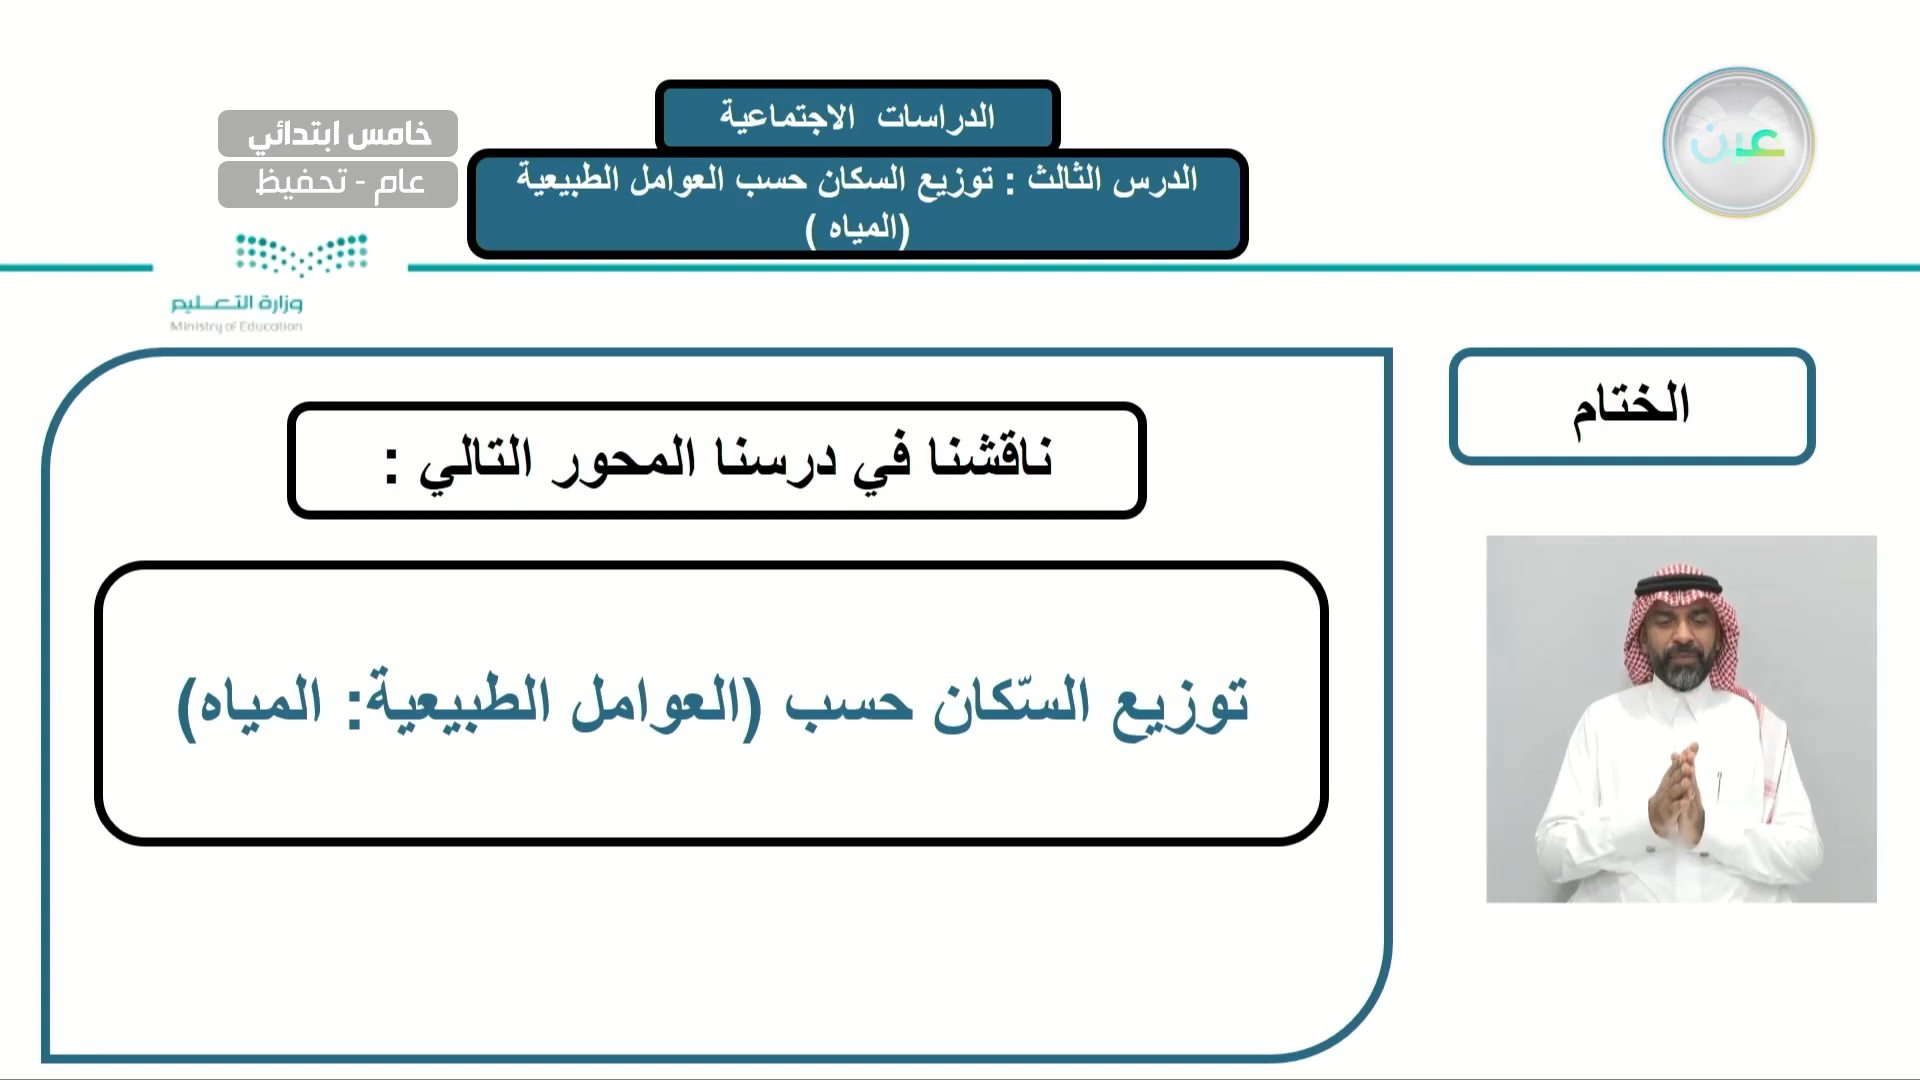 الدراسات الاجتماعية
خامس ابتدائي
عام - تحفيظ
الدرس الثالث : توزيع السكان حسب العوامل الطبيعية
(المياه )
عين
وزارة التعـــليم
Ministry of Education
الختام
ناقشنا في درسنا المحور التالي :
توزيع السّكان حسب (العوامل الطبيعية: المياه)